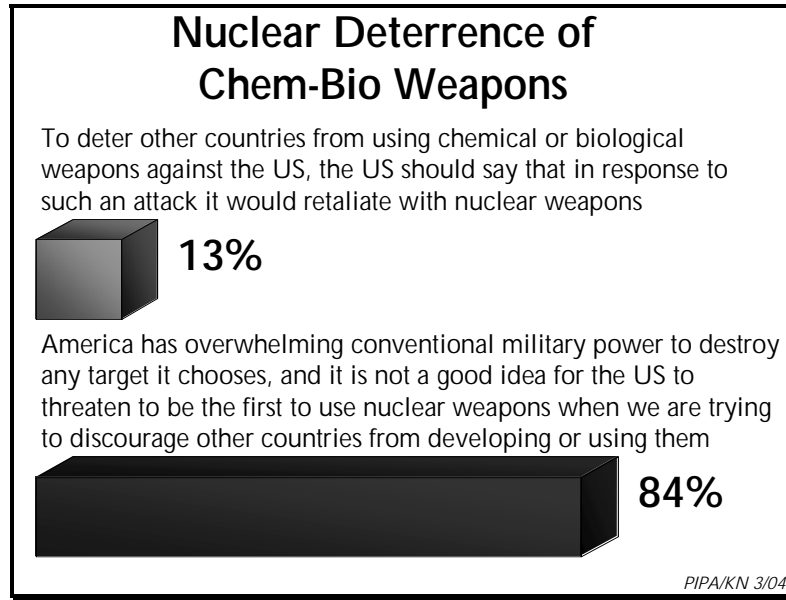 Nuclear Deterrence of
Chem-Bio Weapons
To deter other countries from using chemical or biological
weapons against the US, the US should say that in response to
such an attack it would retaliate with nuclear weapons
13%
America has overwhelming conventional military power to destroy
any target it chooses, and it is not a good idea for the US to
threaten to be the first to use nuclear weapons when we are trying
to discourage other countries from developing or using them
84%
PIPA/KN 3/04